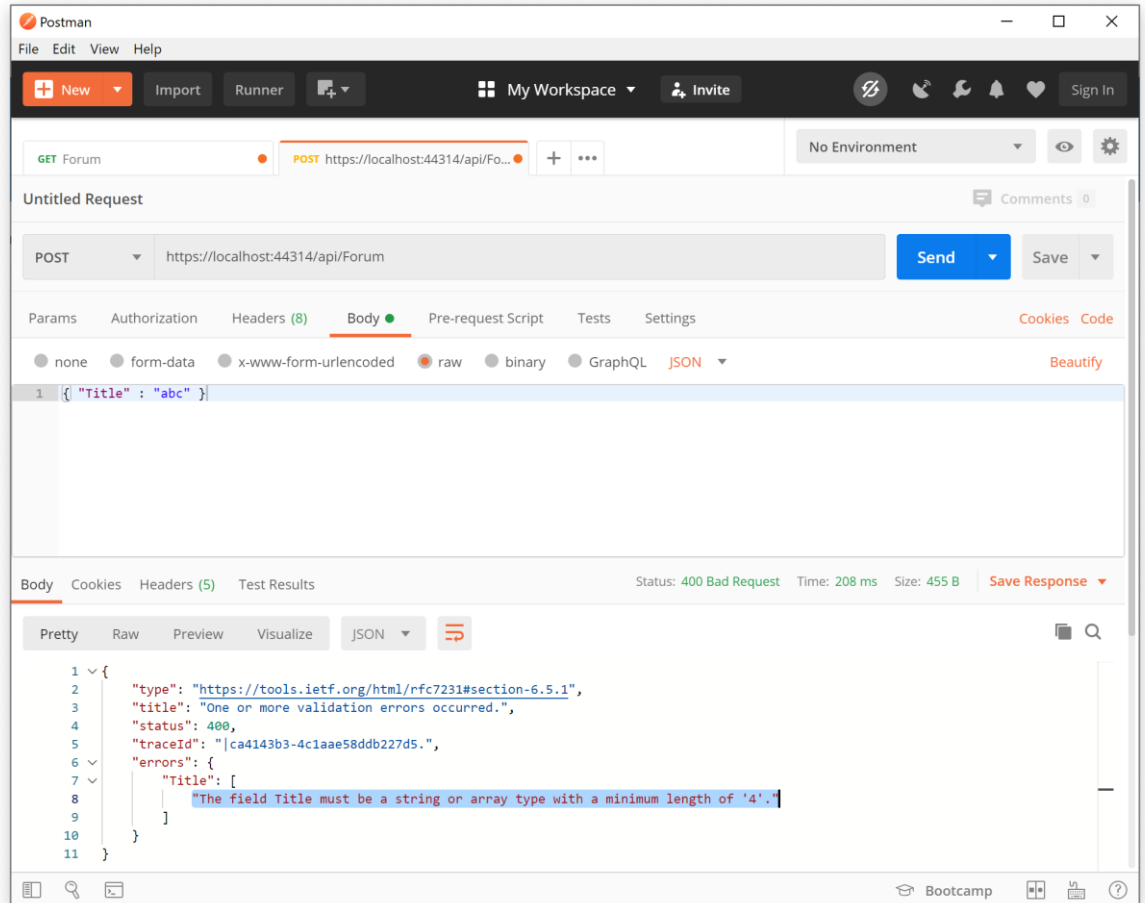 Postman
File Edit View Help
New Import Runner My Workspace Invite Sign In
GET Forum POST https://localhost:44314/api/Fo... No Environment
Untitled Request Comments 0
POST https://localhost:44314/api/Forum Send Save
Params Authorization Headers (8) Body Pre-request Script Tests Settings Cookies Code
none form-data x-www-form-urlencoded raw binary GraphQL JSON Beautify
1 { "Title" : "abc" }
Body Cookies Headers (5) Test Results Status: 400 Bad Request Time: 208 ms Size: 455 B Save Response
Pretty Raw Preview Visualize JSON
1 {
2 "type": "https://tools.ietf.org/html/rfc7231#section-6.5.1",
3 "title": "One or more validation errors occurred.",
4 "status": 400,
5 "traceId": "|ca4143b3-4c1aae58ddb227d5.",
6 "errors": {
7 "Title": [
8 "The field Title must be a string or array type with a minimum length of '4'."
9 ]
10 }
11 }
Bootcamp